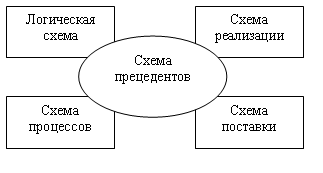 Логическая
схема
Схема
реализации
Схема
прецедентов
Схема
процессов
Схема
поставки